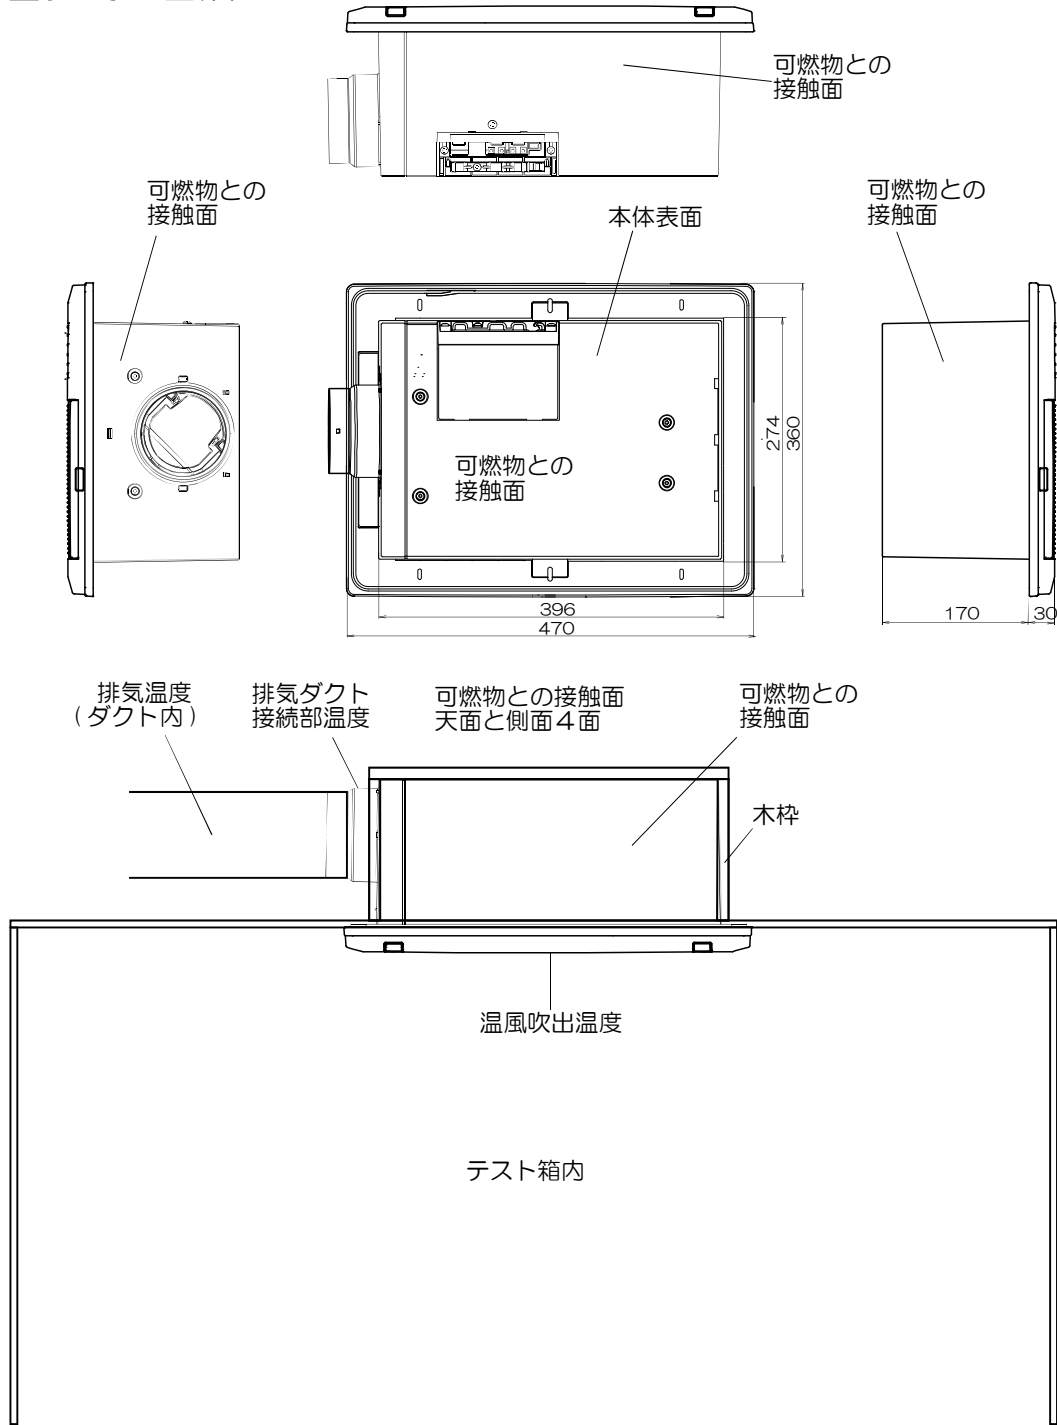 可燃物との
接触面
可燃物との
接触面
本体表面
可燃物との
接触面
可燃物との
接触面
274
360
396
470
170
30
排気温度
（ダクト内）
排気ダクト
接続部温度
可燃物との接触面
天面と側面４面
可燃物との
接触面
木枠
温風吹出温度
テスト箱内